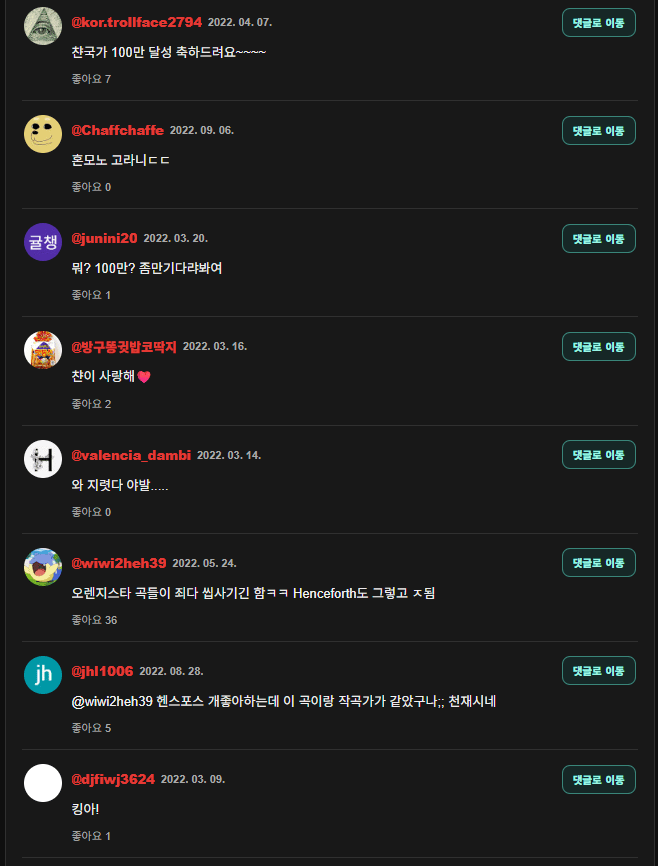 @kor.trollface2794 2022. 04. 07. 댓글로 이동
챤국가 100만 달성 축하드려요~~~~
좋아요 7
@Chaffchaffe 2022. 09. 06. 댓글로 이동
혼모노 고라니ㄷㄷ
좋아요 0
귤챙 @junini20 2022. 03. 20. 댓글로 이동
뭐? 100만? 좀만기다랴봐여
좋아요 1
@방구똥귖밥코딱지 2022. 03. 16. 댓글로 이동
챤이 사랑해💘
좋아요 2
H @valencia_dambi 2022. 03. 14. 댓글로 이동
와 지렷다 야발.....
좋아요 0
@wiwi2heh39 2022. 05. 24. 댓글로 이동
오렌지스타 곡들이 죄다 씹사기긴 함ㅋㅋ Henceforth도 그렇고 ㅈ됨
좋아요 36
jh @jhl1006 2022. 08. 28. 댓글로 이동
@wiwi2heh39 헨스포스 개좋아하는데 이 곡이랑 작곡가가 같았구나;; 천재시네
좋아요 5
@djfiwj3624 2022. 03. 09. 댓글로 이동
킹아!
좋아요 1